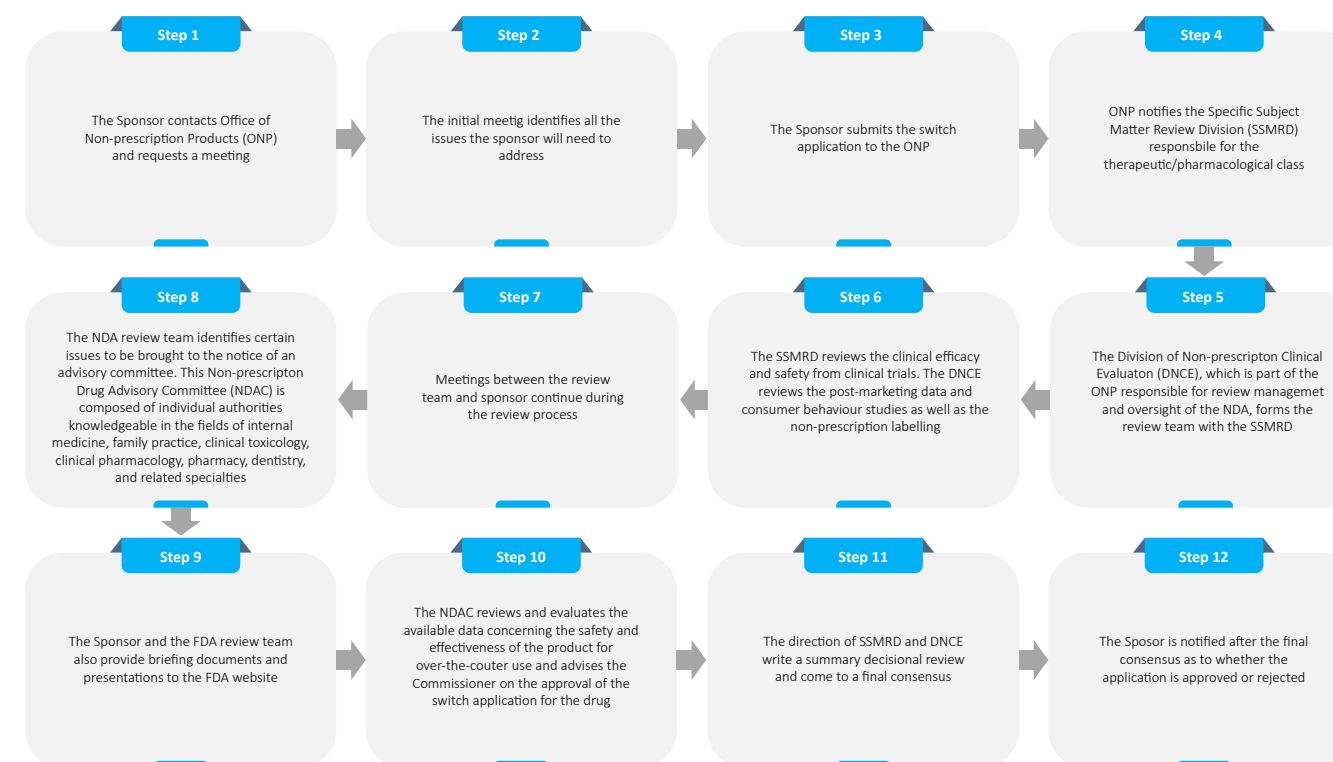 Step 1
The Sponsor contacts Office of
Non-prescription Products (ONP)
and requests a meeting
Step 2
The initial meetig identifies all the
issues the sponsor will need to
address
Step 3
The Sponsor submits the switch
application to the ONP
Step 4
ONP notifies the Specific Subject
Matter Review Division (SSMRD)
responsbile for the
therapeutic/pharmacological class
Step 5
The Division of Non-prescripton Clinical
Evaluaton (DNCE), which is part of the
ONP responsible for review managemet
and oversight of the NDA, forms the
review team with the SSMRD
Step 6
The SSMRD reviews the clinical efficacy
and safety from clinical trials. The DNCE
reviews the post-marketing data and
consumer behaviour studies as well as the
non-prescription labelling
Step 7
Meetings between the review
team and sponsor continue during
the review process
Step 8
The NDA review team identifies certain
issues to be brought to the notice of an
advisory committee. This Non-prescripton
Drug Advisory Committee (NDAC) is
composed of individual authorities
knowledgeable in the fields of internal
medicine, family practice, clinical toxicology,
clinical pharmacology, pharmacy, dentistry,
and related specialties
Step 9
The Sponsor and the FDA review team
also provide briefing documents and
presentations to the FDA website
Step 10
The NDAC reviews and evaluates the
available data concerning the safety and
effectiveness of the product for
over-the-couter use and advises the
Commissioner on the approval of the
switch application for the drug
Step 11
The direction of SSMRD and DNCE
write a summary decisional review
and come to a final consensus
Step 12
The Sposor is notified after the final
consensus as to whether the
application is approved or rejected